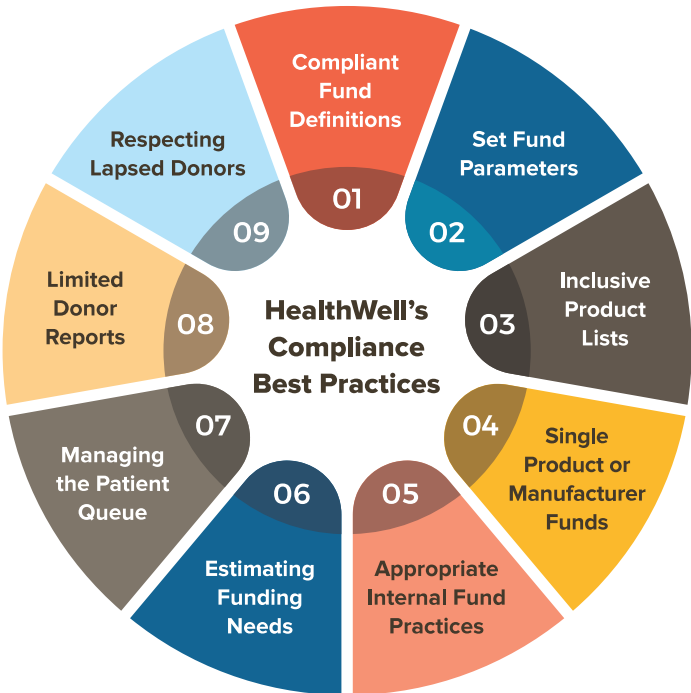 HealthWell’s
Compliance
Best Practices
01
Compliant
Fund
Definitions
02
Set Fund
Parameters
03
Inclusive
Product
Lists
04
Single
Product or
Manufacturer
Funds
05
Appropriate
Internal Fund
Practices
06
Estimating
Funding
Needs
07
Managing
the Patient
Queue
08
Limited
Donor
Reports
09
Respecting
Lapsed Donors